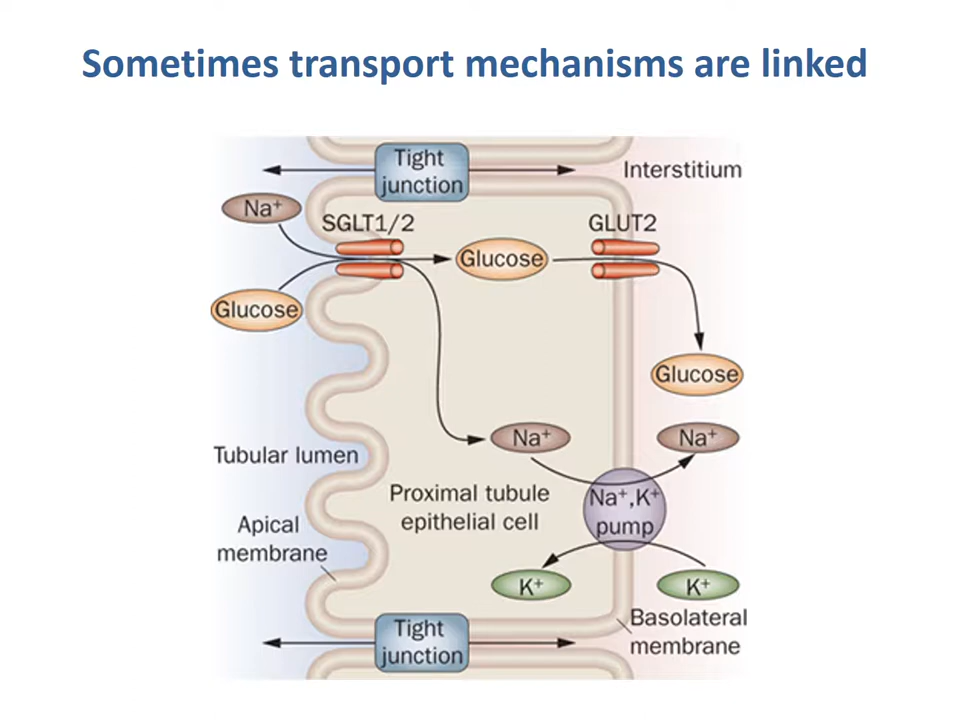 Sometimes transport mechanisms are linked
Tight
junction
Interstitium
Na⁺
SGLT1/2
GLUT2
Glucose
Glucose
Glucose
Na⁺
Na⁺
Tubular lumen
Proximal tubule
epithelial cell
Na⁺,K⁺
pump
Apical
membrane
K⁺
K⁺
Basolateral
membrane
Tight
junction